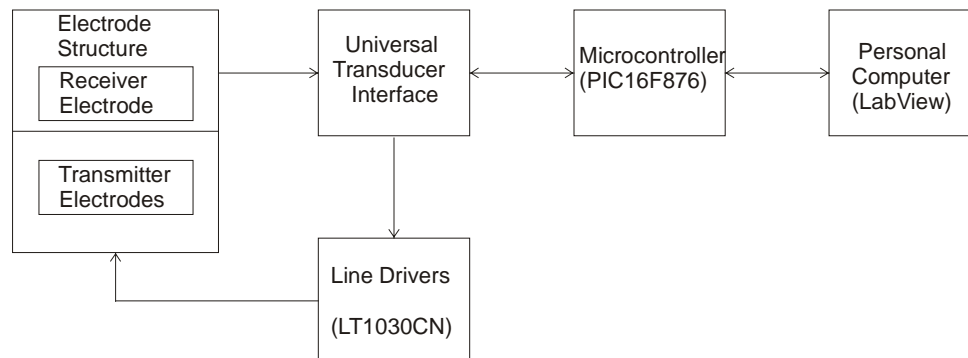 Electrode
Structure
Receiver
Electrode
Transmitter
Electrodes
Universal
Transducer
Interface
Microcontroller
(PIC16F876)
Personal
Computer
(LabView)
Line Drivers
(LT1030CN)